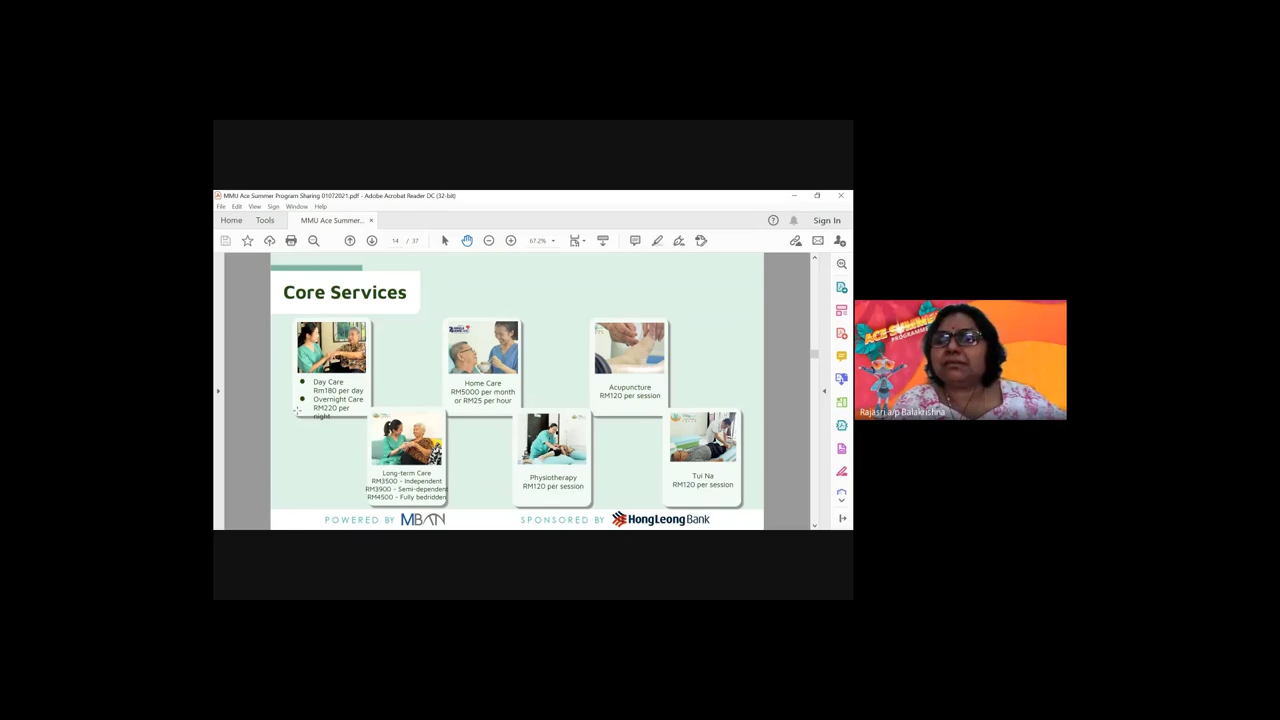 MMU Ace Summer Program Sharing 01072021.pdf - Adobe Acrobat Reader DC (32-bit)
File Edit View Sign Window Help
Home Tools MMU Ace Summer... × Sign In
14 / 37 67.2%
Core Services
Day Care
Rm180 per day
Overnight Care
RM220 per
night
Home Care
RM5000 per month
or RM25 per hour
Acupuncture
RM120 per session
Long-term Care
RM3500 - Independent
RM3900 - Semi-dependent
RM4500 - Fully bedridden
Physiotherapy
RM120 per session
Tui Na
RM120 per session
POWERED BY MBAN SPONSORED BY HongLeong Bank
ACE SUMMER
PROGRAMME
Rajasri a/p Balakrishna